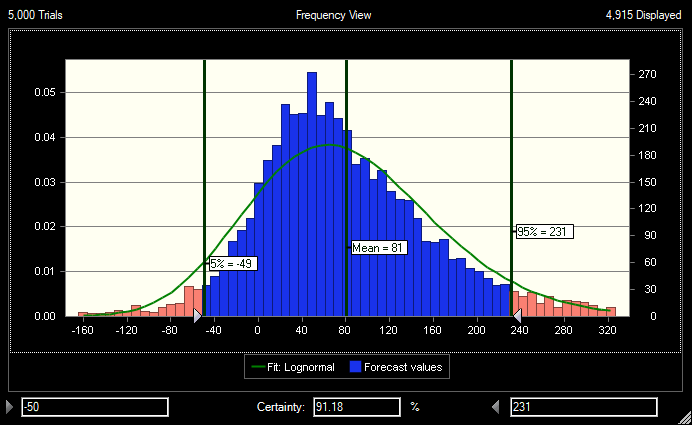 5,000 Trials Frequency View 4,915 Displayed
0.05
0.04
0.03
0.02
0.01
0.00
270
240
210
180
150
120
90
60
30
0
5% = -49
Mean = 81
95% = 231
-160 -120 -80 -40 0 40 80 120 160 200 240 280 320
Fit: Lognormal Forecast values
-50 Certainty: 91.18 % 231